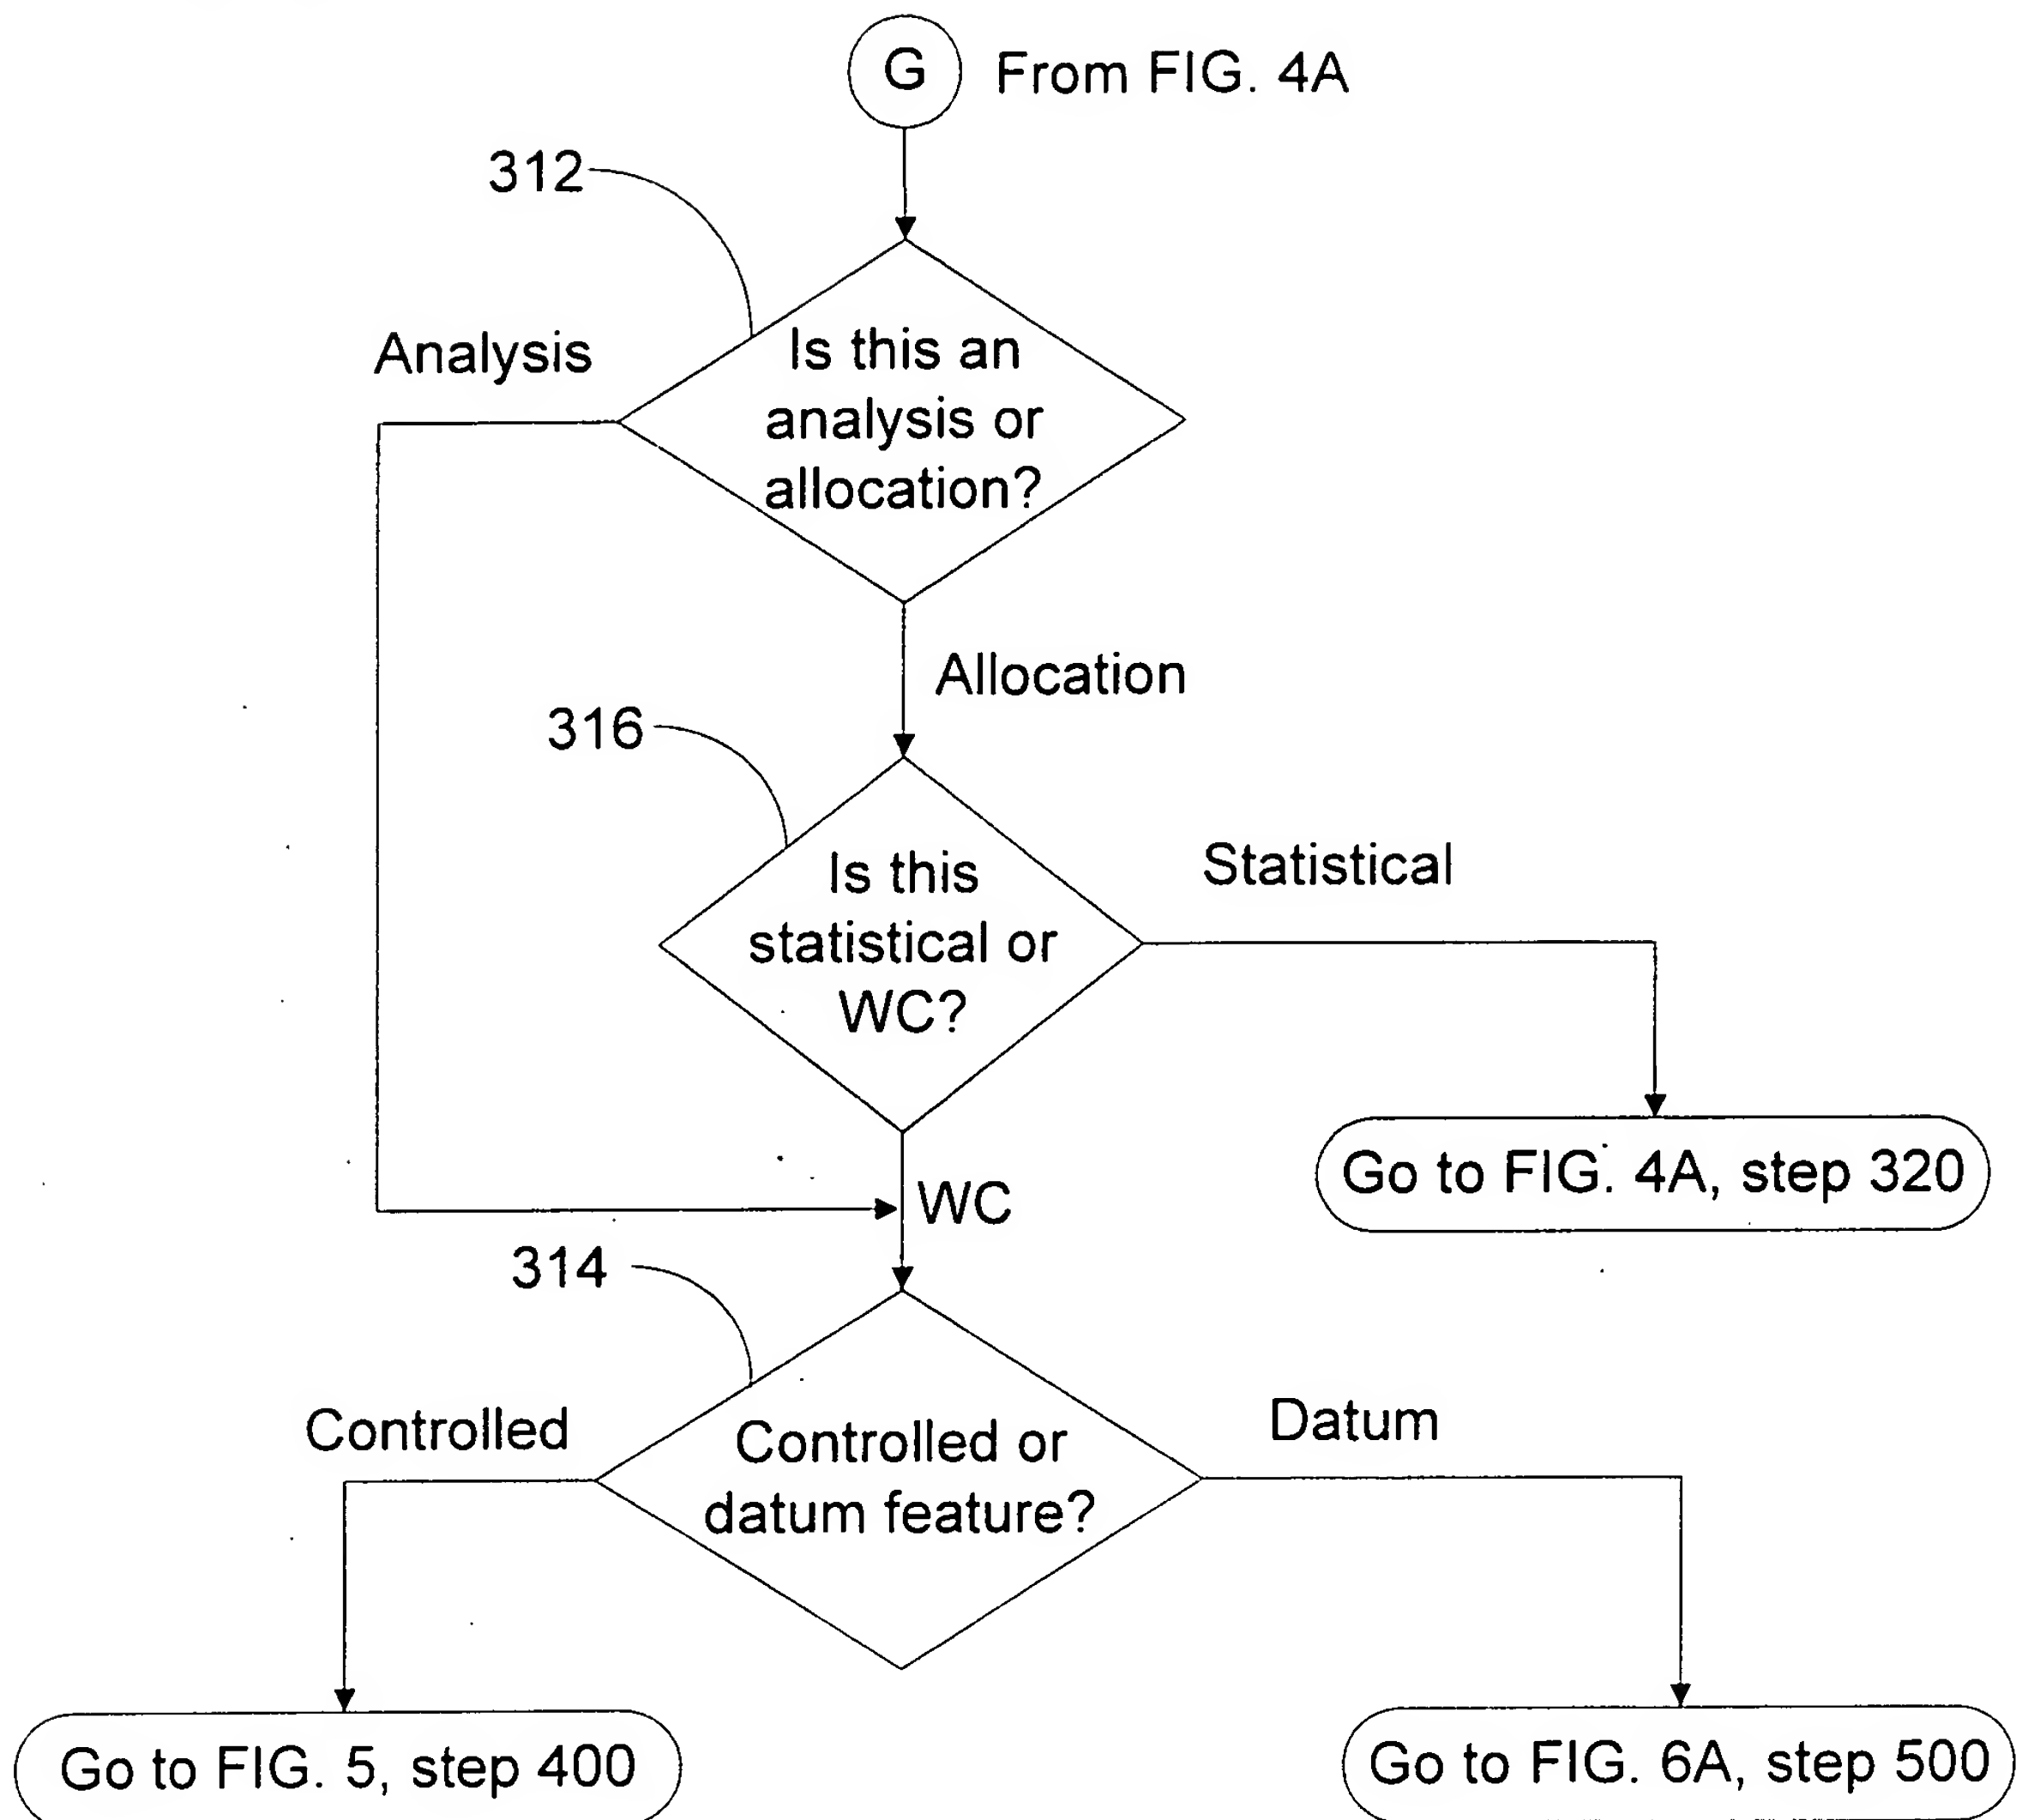 G
From FIG. 4A
312
Analysis
Is this an
analysis or
allocation?
Allocation
316
Is this
statistical or
WC?
Statistical
Go to FIG. 4A, step 320
WC
314
Controlled
Controlled or
datum feature?
Datum
Go to FIG. 5, step 400
Go to FIG. 6A, step 500